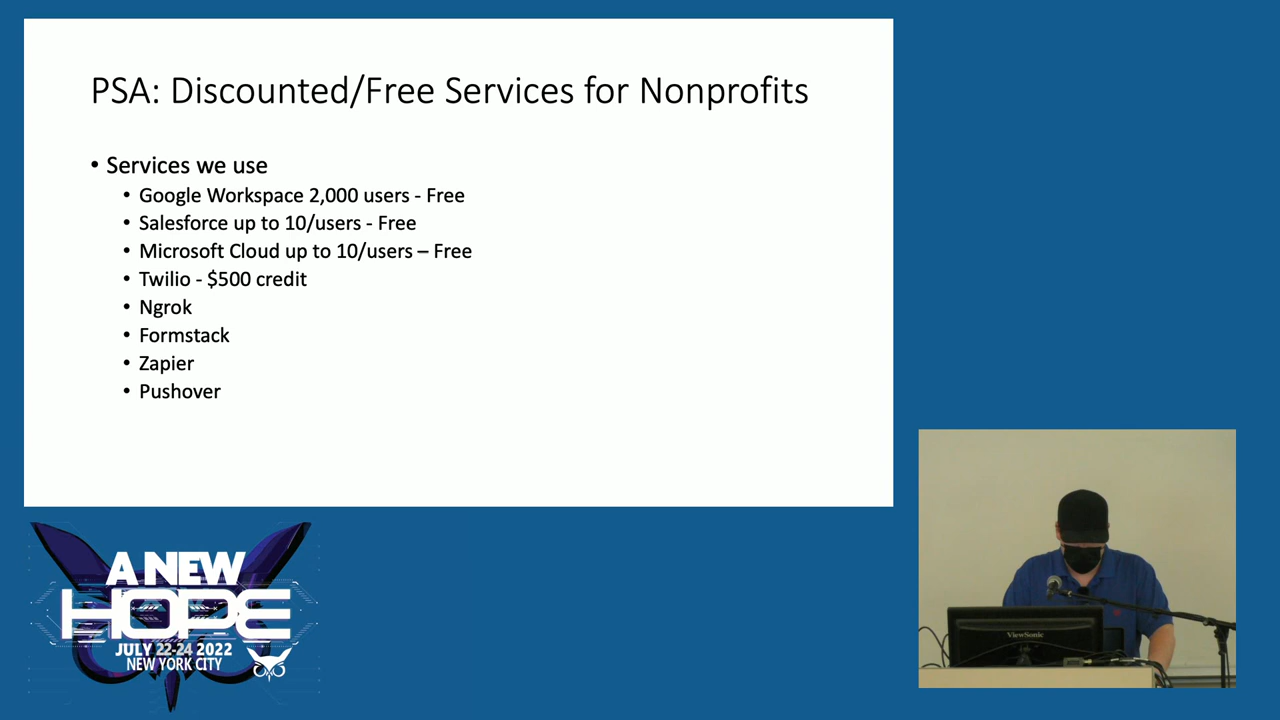 PSA: Discounted/Free Services for Nonprofits
• Services we use
• Google Workspace 2,000 users - Free
• Salesforce up to 10/users - Free
• Microsoft Cloud up to 10/users – Free
• Twilio - $500 credit
• Ngrok
• Formstack
• Zapier
• Pushover
A NEW
HOPE
JULY 22-24 2022
NEW YORK CITY
ViewSonic